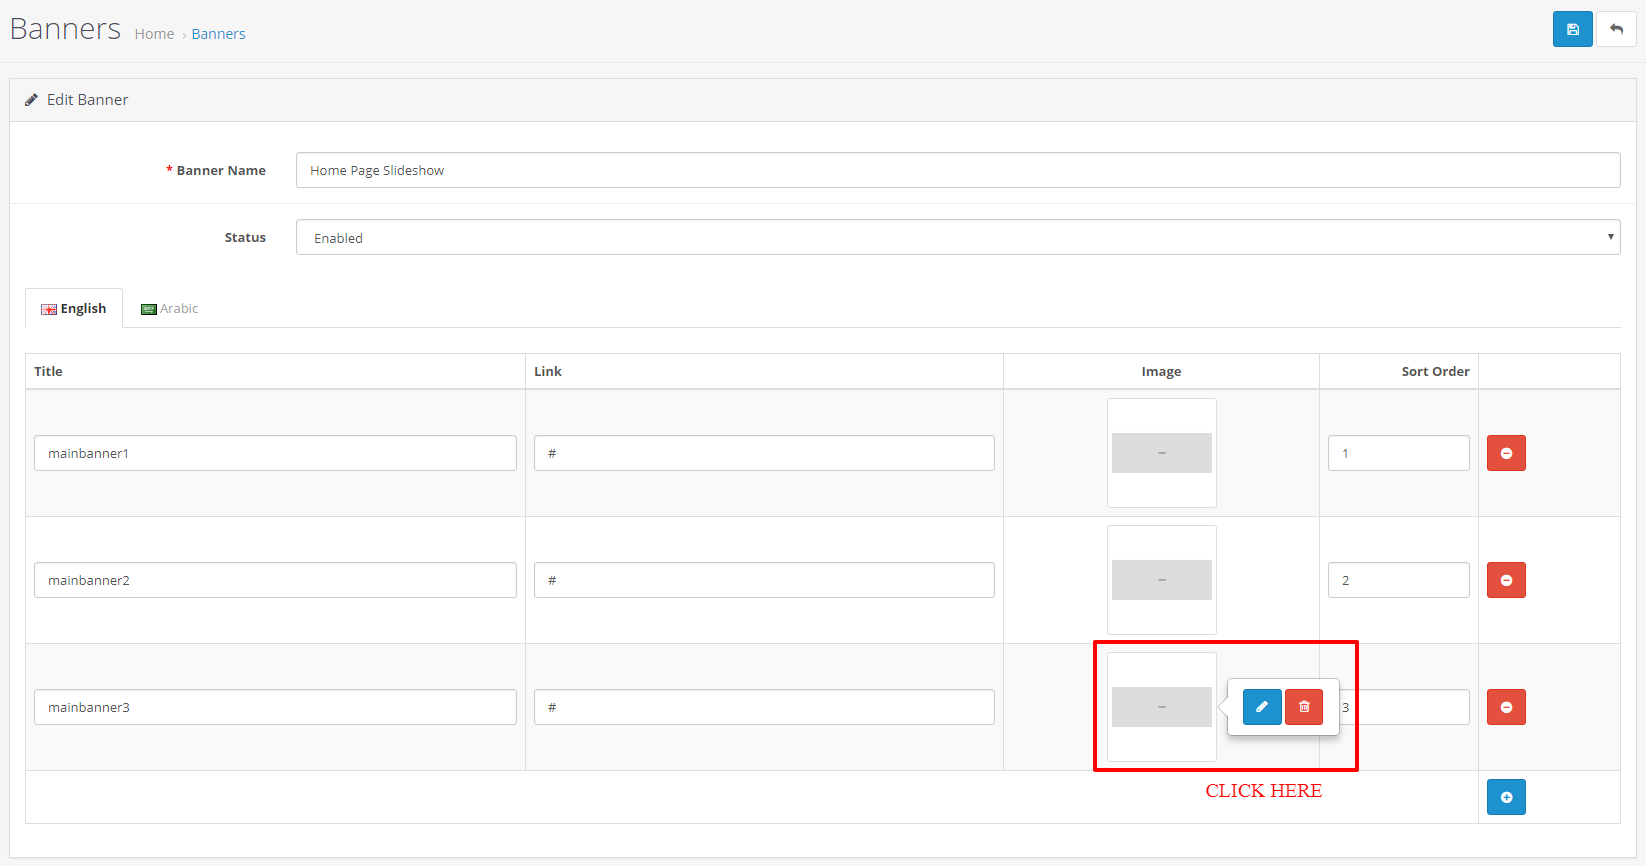 Banners Home › Banners
Edit Banner
* Banner Name Home Page Slideshow
Status Enabled
English Arabic
Title Link Image Sort Order
mainbanner1 # 1
mainbanner2 # 2
mainbanner3 # 3
CLICK HERE